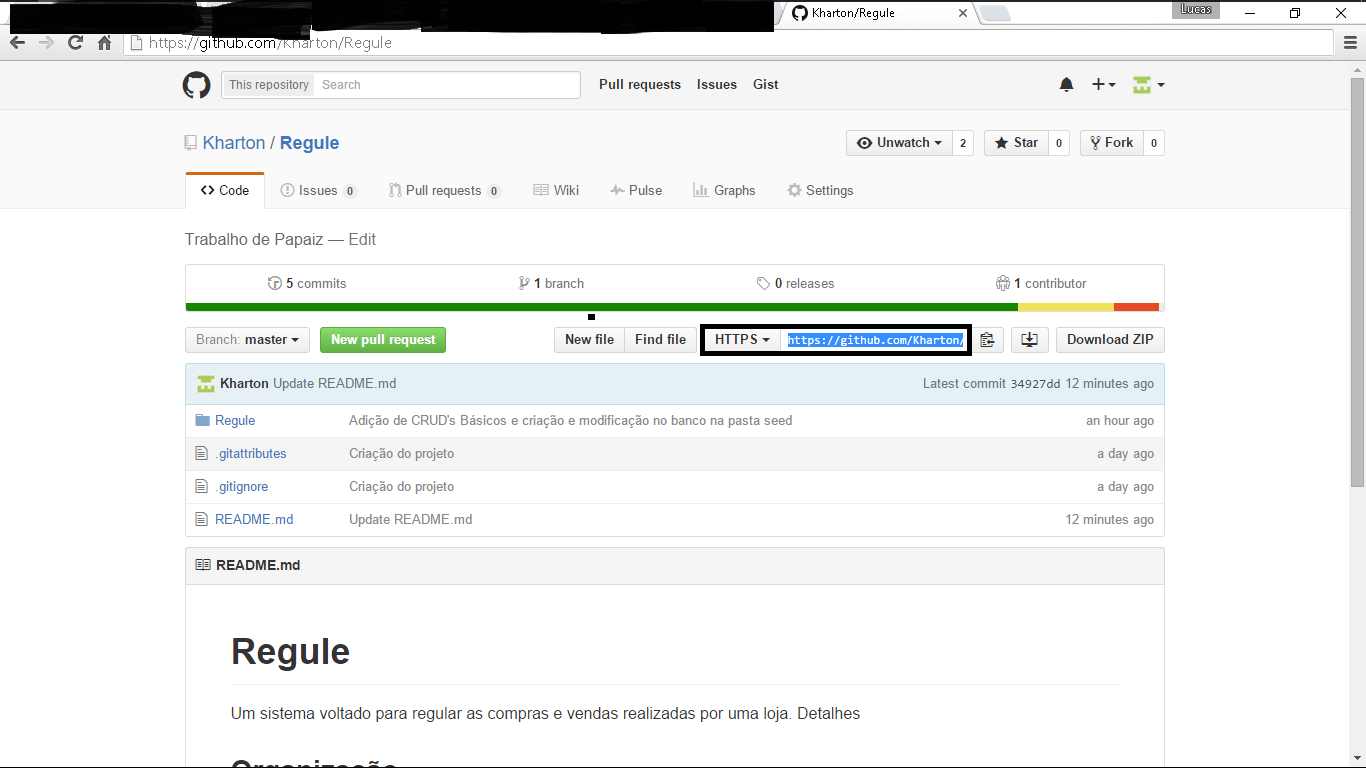 Kharton/Regule
Lucas
https://github.com/Kharton/Regule
This repository Search Pull requests Issues Gist
Kharton / Regule Unwatch 2 Star 0 Fork 0
Code Issues 0 Pull requests 0 Wiki Pulse Graphs Settings
Trabalho de Papaiz — Edit
5 commits 1 branch 0 releases 1 contributor
Branch: master New pull request New file Find file HTTPS https://github.com/Kharton/ Download ZIP
Kharton Update README.md Latest commit 34927dd 12 minutes ago
Regule Adição de CRUD's Básicos e criação e modificação no banco na pasta seed an hour ago
.gitattributes Criação do projeto a day ago
.gitignore Criação do projeto a day ago
README.md Update README.md 12 minutes ago
README.md
Regule
Um sistema voltado para regular as compras e vendas realizadas por uma loja. Detalhes
Organização